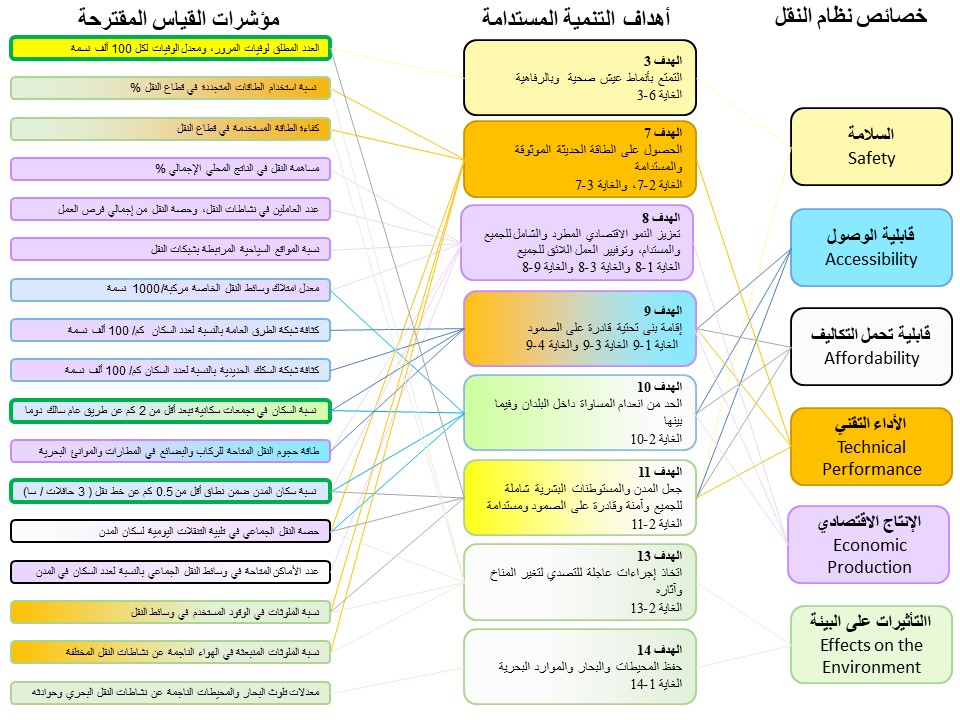 خصائص نظام النقل
السلامة
Safety
قابلية الوصول
Accessibility
قابلية تحمل التكاليف
Affordability
الأداء التقني
Technical
Performance
الإنتاج الاقتصادي
Economic
Production
االتأثيرات على البيئة
Effects on the
Environment
أهداف التنمية المستدامة
الهدف 3
التمتع بأنماط عيش صحية وبالرفاهية
الغاية 6-3
الهدف 7
الحصول على الطاقة الحديثة الموثوقة
والمستدامة
الغاية 2-7، والغاية 3-7
الهدف 8
تعزيز النمو الاقتصادي المطرد والشامل للجميع
والمستدام، وتوفيير العمل اللائق للجميع
الغاية 1-8 والغاية 3-8 والغاية 9-8
الهدف 9
إقامة بنى تحتية قادرة على الصمود
الغاية 1-9 الغاية 3-9 والغاية 4-9
الهدف 10
الحد من انعدام المساواة داخل البلدان وفيما
بينها
الغاية 2-10
الهدف 11
جعل المدن والمستوطنات البشرية شاملة
للجميع وآمنة وقادرة على الصمود ومستدامة
الغاية 2-11
الهدف 13
اتخاذ إجراءات عاجلة للتصدي لتغير المناخ
وآثاره
الغاية 2-13
الهدف 14
حفظ المحيطات والبحار والموارد البحرية
الغاية 1-14
مؤشرات القياس المقترحة
العدد المطلق لوفيات المرور، ومعدل الوفيات لكل 100 ألف نسمة
نسبة استخدام الطاقات المتجددة في قطاع النقل %
كفاءة الطاقة المستخدمة في قطاع النقل
مساهمة النقل في الناتج المحلي الإجمالي %
عدد العاملين في نشاطات النقل، وحصة النقل من إجمالي فرص العمل
نسبة المواقع السياحية المرتبطة بشبكات النقل
معدل امتلاك وسائط النقل الخاصة مركبة/1000 نسمة
كثافة شبكة الطرق العامة بالنسبة لعدد السكان كم/ 100 ألف نسمة
كثافة شبكة السكك الحديدية بالنسبة لعدد السكان كم/ 100 ألف نسمة
نسبة السكان في تجمعات سكانية تبعد أقل من 2 كم عن طريق عام سالك دوما
طاقة حجوم النقل المتاحة للركاب والبضائع في المطارات والموانئ البحرية
نسبة سكان المدن ضمن نطاق أقل من 0.5 كم عن خط نقل ( 3 حافلات / سا)
حصة النقل الجماعي في تلبية التنقلات اليومية لسكان المدن
عدد الأماكن المتاحة في وسائط النقل الجماعي بالنسبة لعدد السكان في المدن
نسبة الملوثات في الوقود المستخدم في وسائط النقل
نسبة الملوثات المنبعثة في الهواء الناجمة عن نشاطات النقل المختلفة
معدلات تلوث البحار والمحيطات الناجمة عن نشاطات النقل البحري وحوادثه